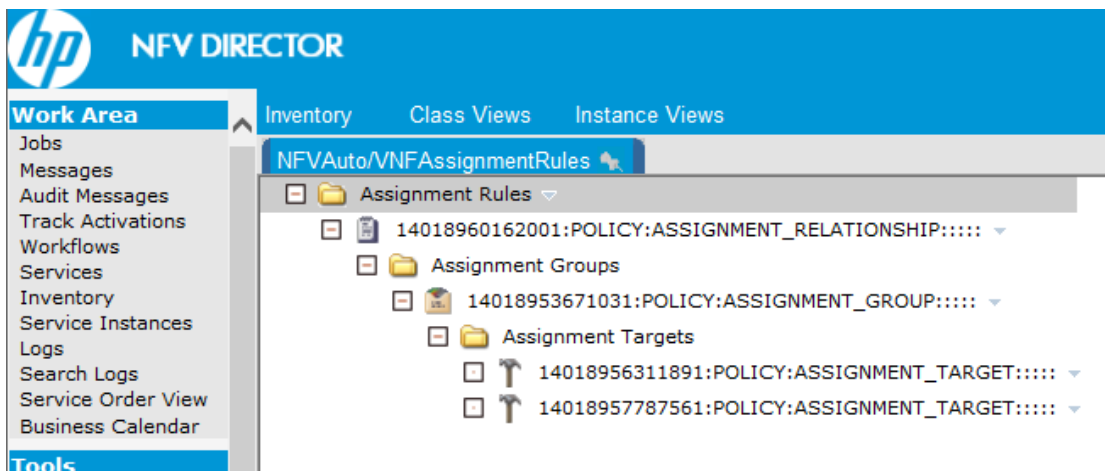 hp NFV DIRECTOR
Work Area
Jobs
Messages
Audit Messages
Track Activations
Workflows
Services
Inventory
Service Instances
Logs
Search Logs
Service Order View
Business Calendar
Tools
Inventory Class Views Instance Views
NFVAuto/VNFAssignmentRules
Assignment Rules
14018960162001:POLICY:ASSIGNMENT_RELATIONSHIP:::::
Assignment Groups
14018953671031:POLICY:ASSIGNMENT_GROUP:::::
Assignment Targets
14018956311891:POLICY:ASSIGNMENT_TARGET:::::
14018957787561:POLICY:ASSIGNMENT_TARGET:::::